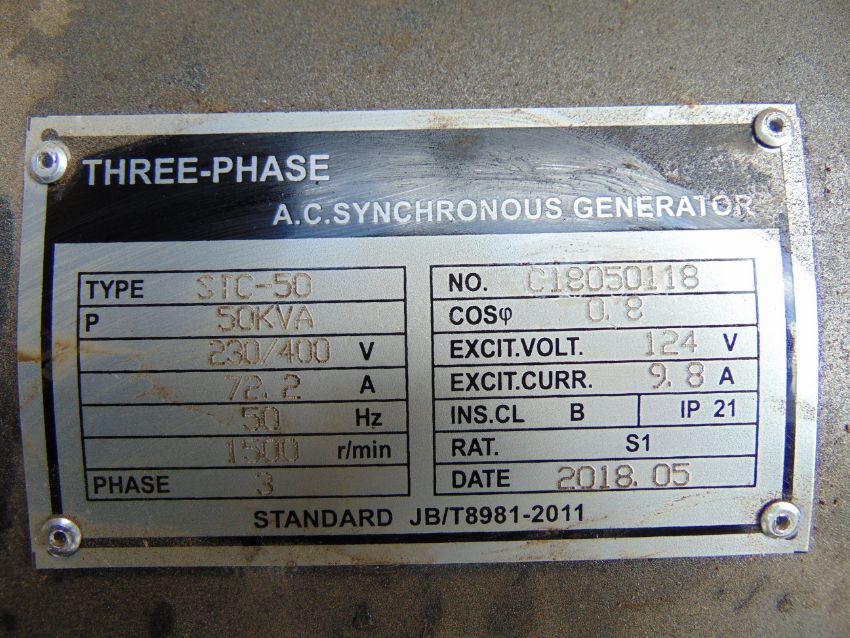 THREE-PHASE
A.C.SYNCHRONOUS GENERATOR
TYPE STC-50
P 50KVA
230/400 V
72.2 A
50 Hz
1500 r/min
PHASE 3
NO. C18050118
COSφ 0.8
EXCIT.VOLT. 124 V
EXCIT.CURR. 9.8 A
INS.CL B IP 21
RAT. S1
DATE 2018.05
STANDARD JB/T8981-2011